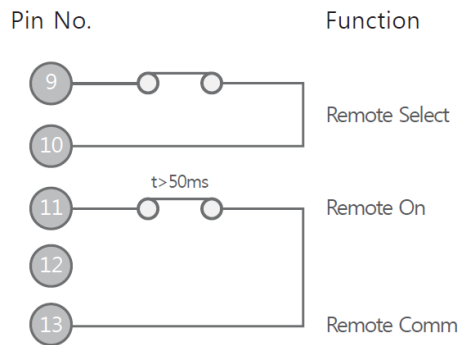 Pin No. Function
9
Remote Select
10
t>50ms
11 Remote On
12
13 Remote Comm